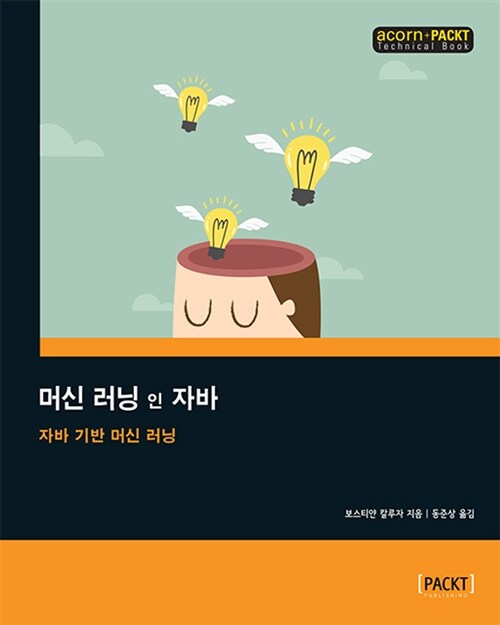 acorn+PACKT
Technical Book
머신 러닝 인 자바
자바 기반 머신 러닝
보스티얀 칼루자 지음 | 동준상 옮김
[PACKT]
PUBLISHING